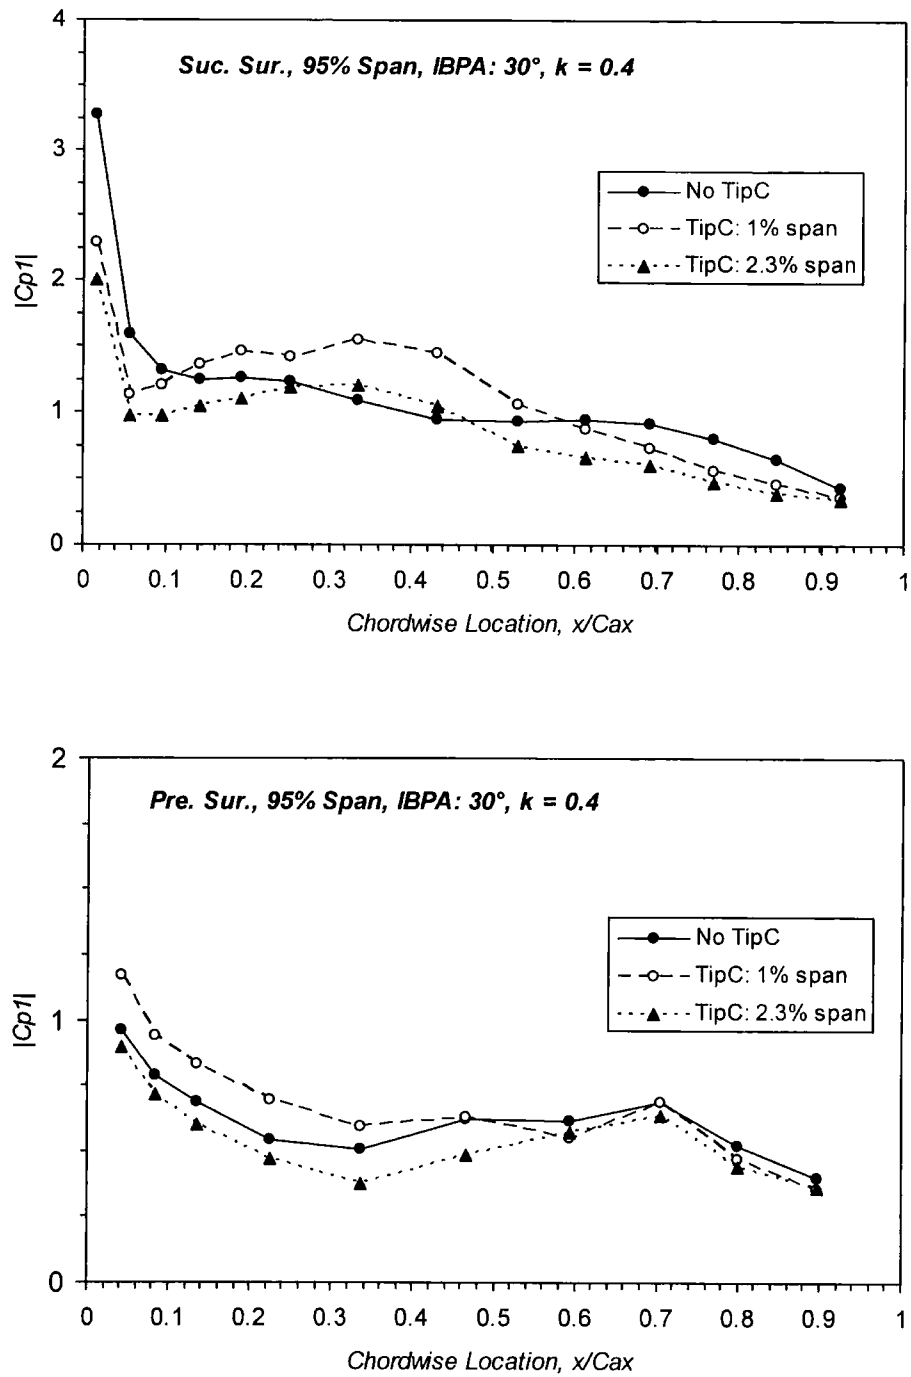 4
Suc. Sur., 95% Span, IBPA: 30°, k = 0.4
3
No TipC
TipC: 1% span
TipC: 2.3% span
2
|Cp1|
1
0
0 0.1 0.2 0.3 0.4 0.5 0.6 0.7 0.8 0.9 1
Chordwise Location, x/Cax
2
Pre. Sur., 95% Span, IBPA: 30°, k = 0.4
No TipC
TipC: 1% span
TipC: 2.3% span
|Cp1|
1
0
0 0.1 0.2 0.3 0.4 0.5 0.6 0.7 0.8 0.9 1
Chordwise Location, x/Cax